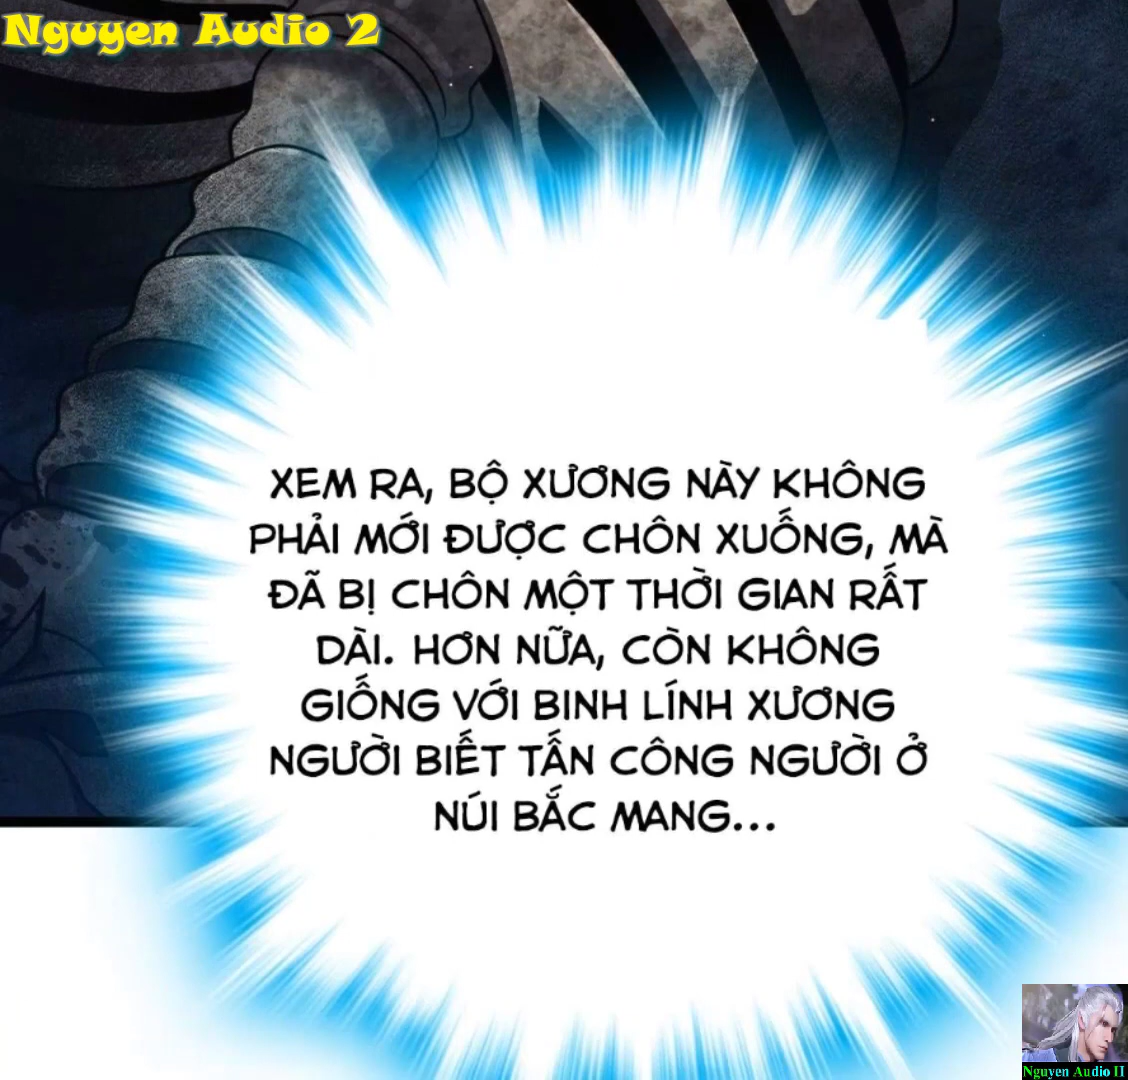 Nguyen Audio 2
XEM RA, BỘ XƯƠNG NÀY KHÔNG
PHẢI MỚI ĐƯỢC CHÔN XUỐNG, MÀ
ĐÃ BỊ CHÔN MỘT THỜI GIAN RẤT
DÀI. HƠN NỮA, CÒN KHÔNG
GIỐNG VỚI BINH LÍNH XƯƠNG
NGƯỜI BIẾT TẤN CÔNG NGƯỜI Ở
NÚI BẮC MANG...
Nguyen Audio II